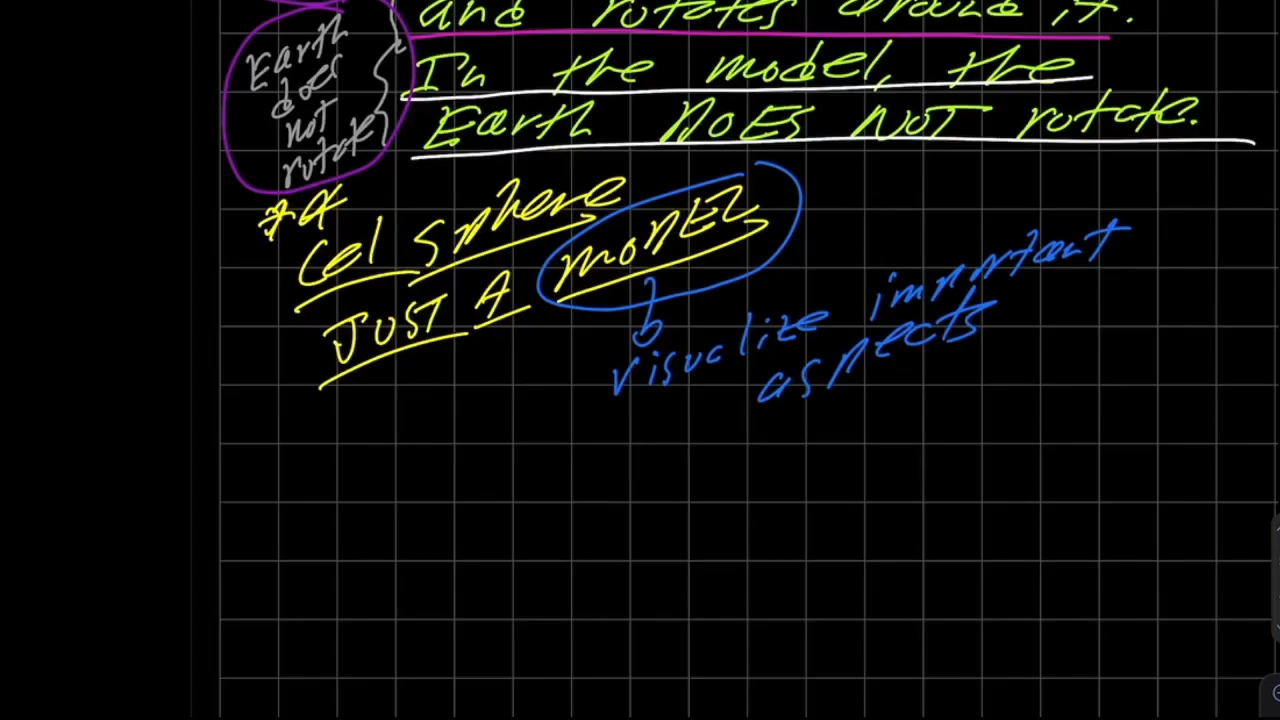 and rotates around it.
In the model, the
Earth DOES NOT rotate.
Earth
does
not
rotate
**
cel sphere
JUST A MODEL
visualize important
aspects